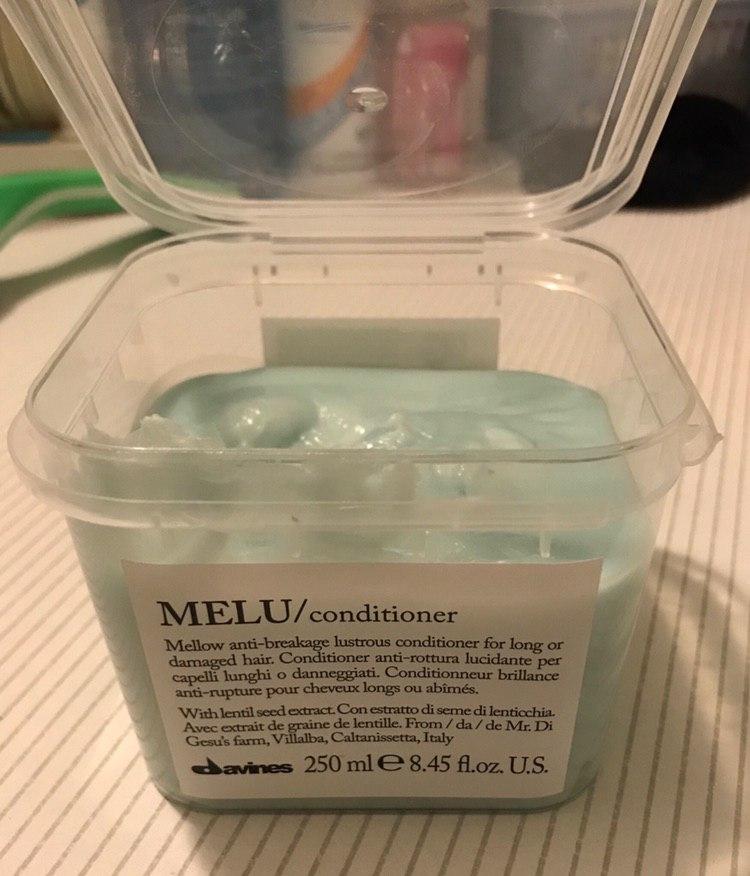 MELU/conditioner
Mellow anti-breakage lustrous conditioner for long or
damaged hair. Conditioner anti-rottura lucidante per
capelli lunghi o danneggiati. Conditionneur brillance
anti-rupture pour cheveux longs ou abîmés.
With lentil seed extract. Con estratto di seme di lenticchia.
Avec extrait de graine de lentille. From / da / de Mr. Di
Gesu's farm, Villalba, Caltanissetta, Italy
davines 250 ml ℮ 8.45 fl.oz. U.S.